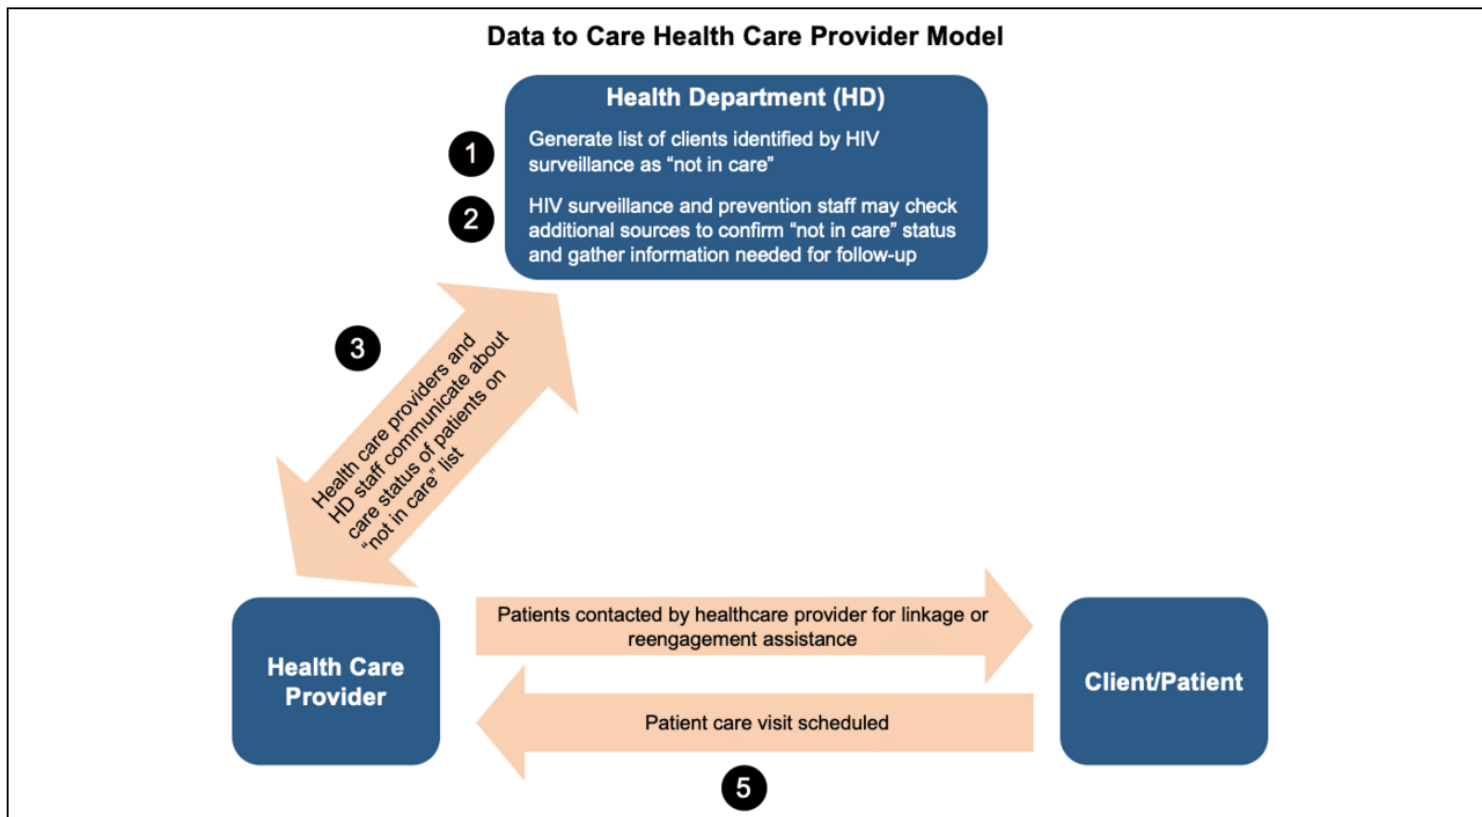 Data to Care Health Care Provider Model
Health Department (HD)
1
Generate list of clients identified by HIV
surveillance as “not in care”
2
HIV surveillance and prevention staff may check
additional sources to confirm “not in care” status
and gather information needed for follow-up
3
Health care providers and
HD staff communicate about
care status of patients on
“not in care” list
Patients contacted by healthcare provider for linkage or
reengagement assistance
Health Care
Provider
Client/Patient
Patient care visit scheduled
5